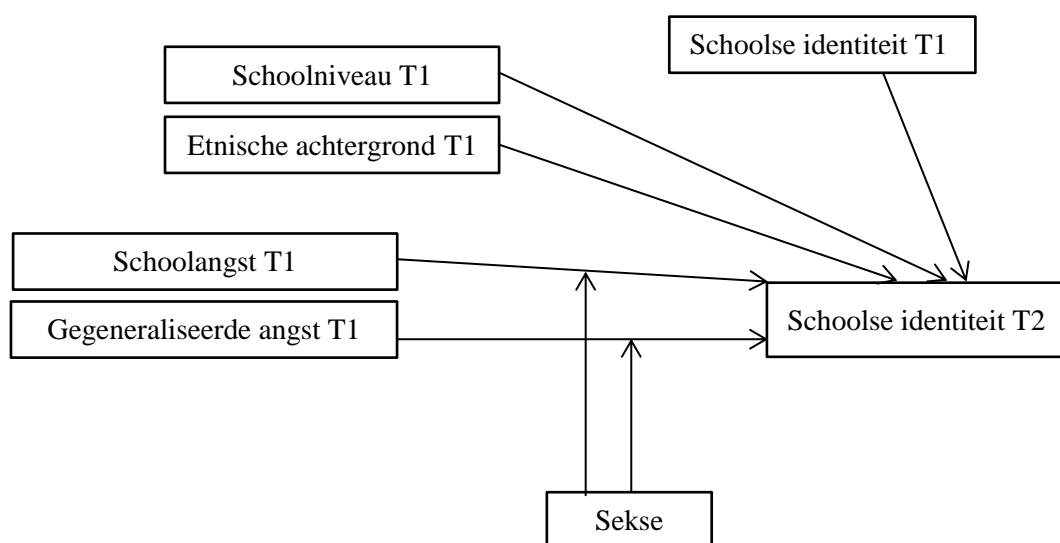 Schoolse identiteit T1
Schoolniveau T1
Etnische achtergrond T1
Schoolangst T1
Gegeneraliseerde angst T1
Schoolse identiteit T2
Sekse